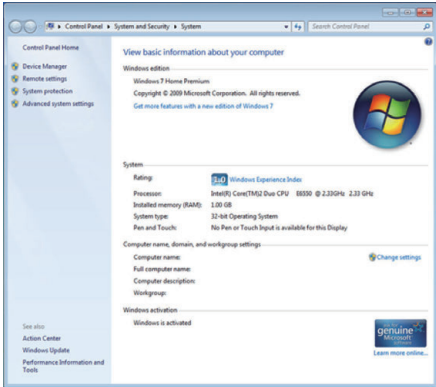 Control Panel ▸ System and Security ▸ System
Search Control Panel
Control Panel Home
Device Manager
Remote settings
System protection
Advanced system settings
See also
Action Center
Windows Update
Performance Information and
Tools
View basic information about your computer
Windows edition
Windows 7 Home Premium
Copyright © 2009 Microsoft Corporation. All rights reserved.
Get more features with a new edition of Windows 7
System
Rating: Windows Experience Index
Processor: Intel(R) Core(TM)2 Duo CPU E6550 @ 2.33GHz 2.33 GHz
Installed memory (RAM): 1.00 GB
System type: 32-bit Operating System
Pen and Touch: No Pen or Touch Input is available for this Display
Computer name, domain, and workgroup settings
Computer name: Change settings
Full computer name:
Computer description:
Workgroup:
Windows activation
Windows is activated
genuine
Microsoft
software
Learn more online...